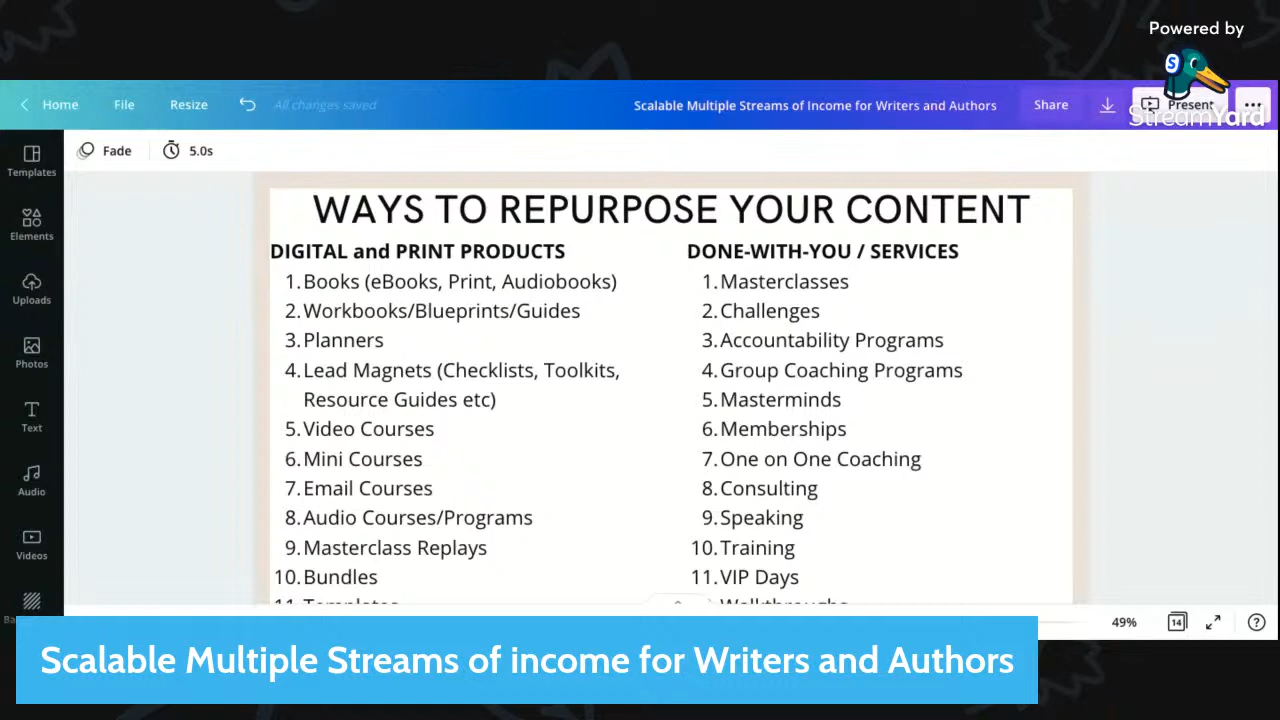 Powered by
S
StreamYard
Home
File
Resize
All changes saved
Scalable Multiple Streams of Income for Writers and Authors
Share
Present
Fade
5.0s
Templates
Elements
Uploads
Photos
Text
Audio
Videos
WAYS TO REPURPOSE YOUR CONTENT
DIGITAL and PRINT PRODUCTS
1. Books (eBooks, Print, Audiobooks)
2. Workbooks/Blueprints/Guides
3. Planners
4. Lead Magnets (Checklists, Toolkits,
Resource Guides etc)
5. Video Courses
6. Mini Courses
7. Email Courses
8. Audio Courses/Programs
9. Masterclass Replays
10. Bundles
11. Templates
DONE-WITH-YOU / SERVICES
1. Masterclasses
2. Challenges
3. Accountability Programs
4. Group Coaching Programs
5. Masterminds
6. Memberships
7. One on One Coaching
8. Consulting
9. Speaking
10. Training
11. VIP Days
Walkthroughs
49%
14
Scalable Multiple Streams of income for Writers and Authors